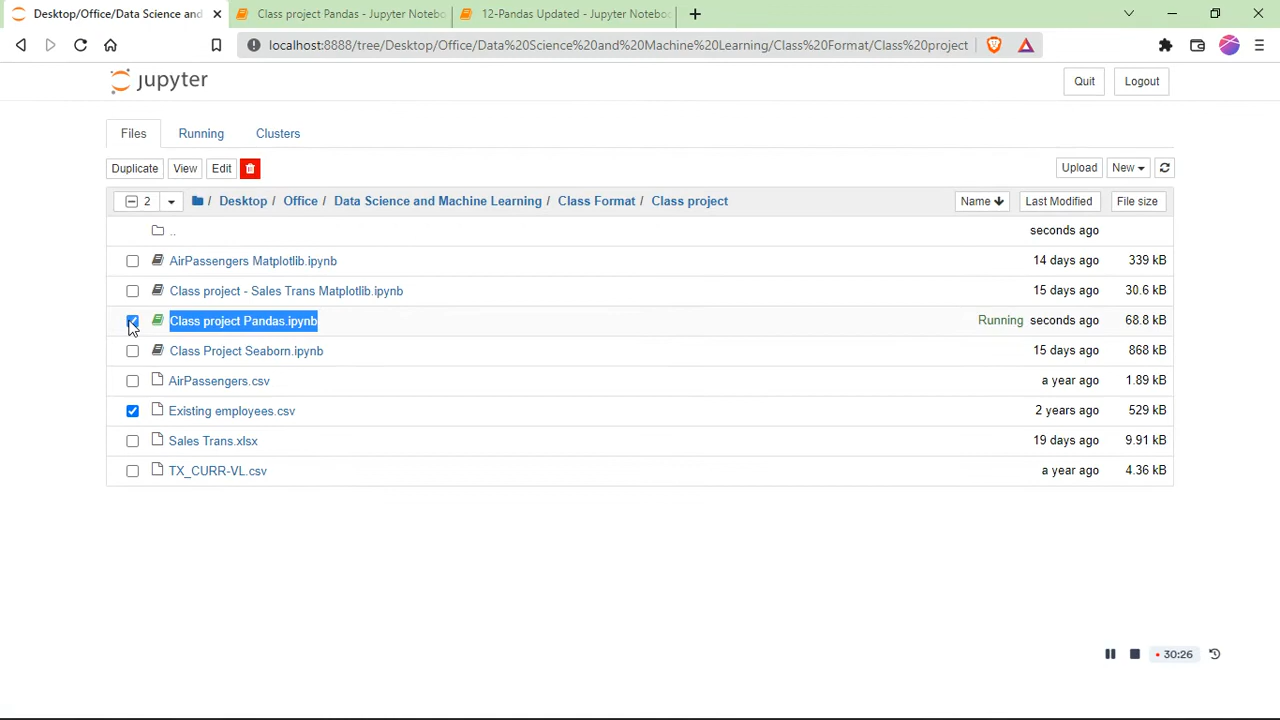 Desktop/Office/Data Science and
Class project Pandas - Jupyter Notebo
12-Pandas Updated - Jupyter Noteboo
localhost:8888/tree/Desktop/Office/Data%20Science%20and%20Machine%20Learning/Class%20Format/Class%20project
jupyter
Quit
Logout
Files
Running
Clusters
Duplicate
View
Edit
Upload
New
2
/ Desktop / Office / Data Science and Machine Learning / Class Format / Class project
Name
Last Modified
File size
.. seconds ago
AirPassengers Matplotlib.ipynb 14 days ago 339 kB
Class project - Sales Trans Matplotlib.ipynb 15 days ago 30.6 kB
Class project Pandas.ipynb Running seconds ago 68.8 kB
Class Project Seaborn.ipynb 15 days ago 868 kB
AirPassengers.csv a year ago 1.89 kB
Existing employees.csv 2 years ago 529 kB
Sales Trans.xlsx 19 days ago 9.91 kB
TX_CURR-VL.csv a year ago 4.36 kB
30:26